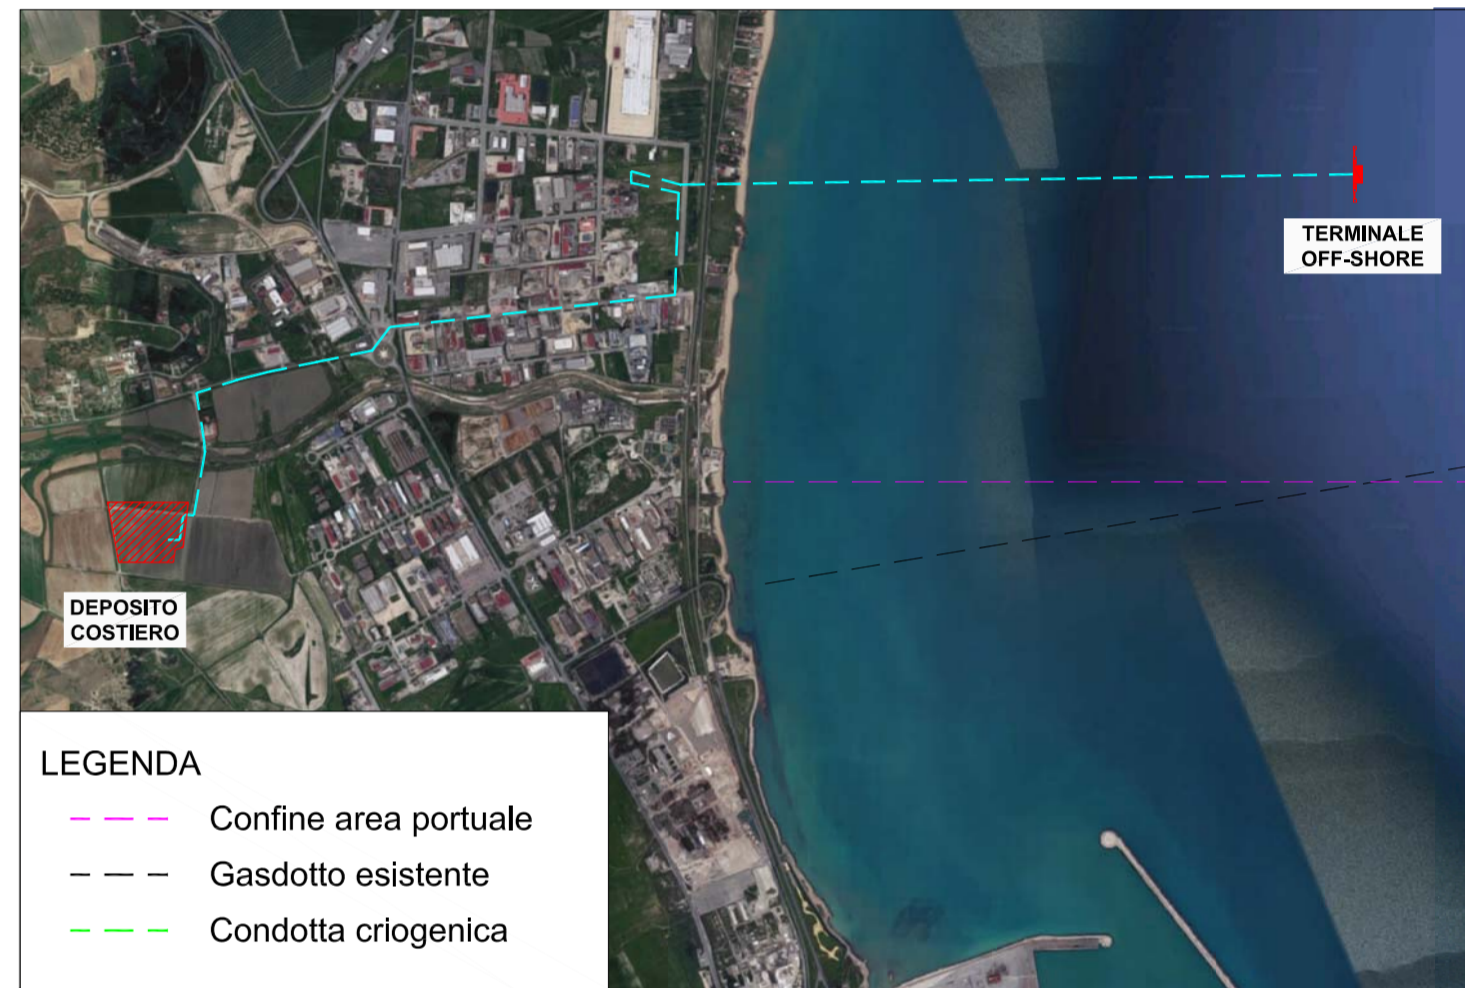 TERMINALE
OFF-SHORE
DEPOSITO
COSTIERO
LEGENDA
Confine area portuale
Gasdotto esistente
Condotta criogenica